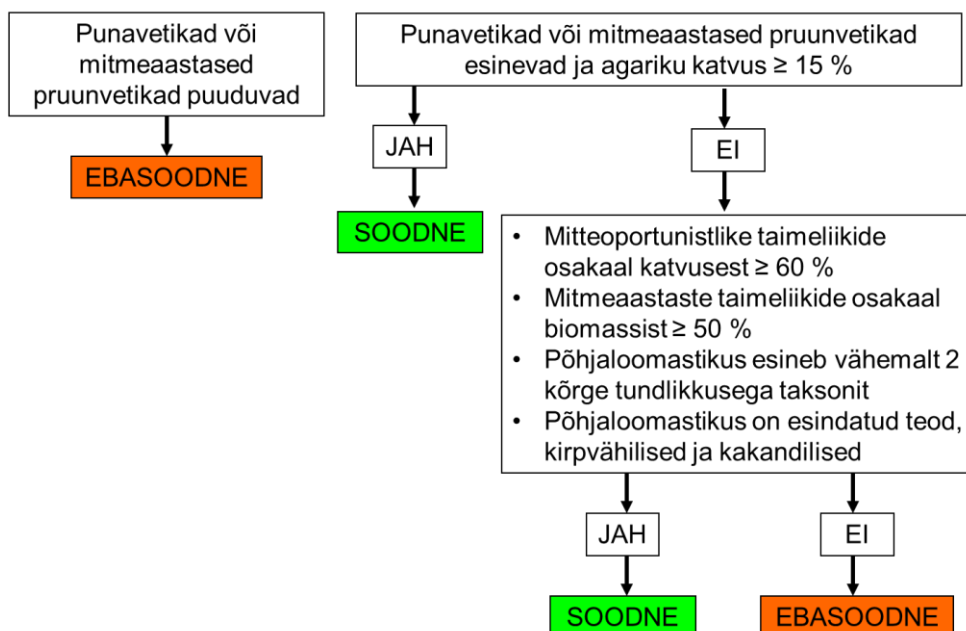 Punavetikad või
mitmeaastased
pruunvetikad puuduvad
EBASOODNE
Punavetikad või mitmeaastased pruunvetikad
esinevad ja agariku katvus ≥ 15 %
JAH
EI
SOODNE
• Mitteoportunistlike taimeliikide
osakaal katvusest ≥ 60 %
• Mitmeaastaste taimeliikide osakaal
biomassist ≥ 50 %
• Põhjaloomastikus esineb vähemalt 2
kõrge tundlikkusega taksonit
• Põhjaloomastikus on esindatud teod,
kirpvähilised ja kakandilised
JAH
EI
SOODNE
EBASOODNE